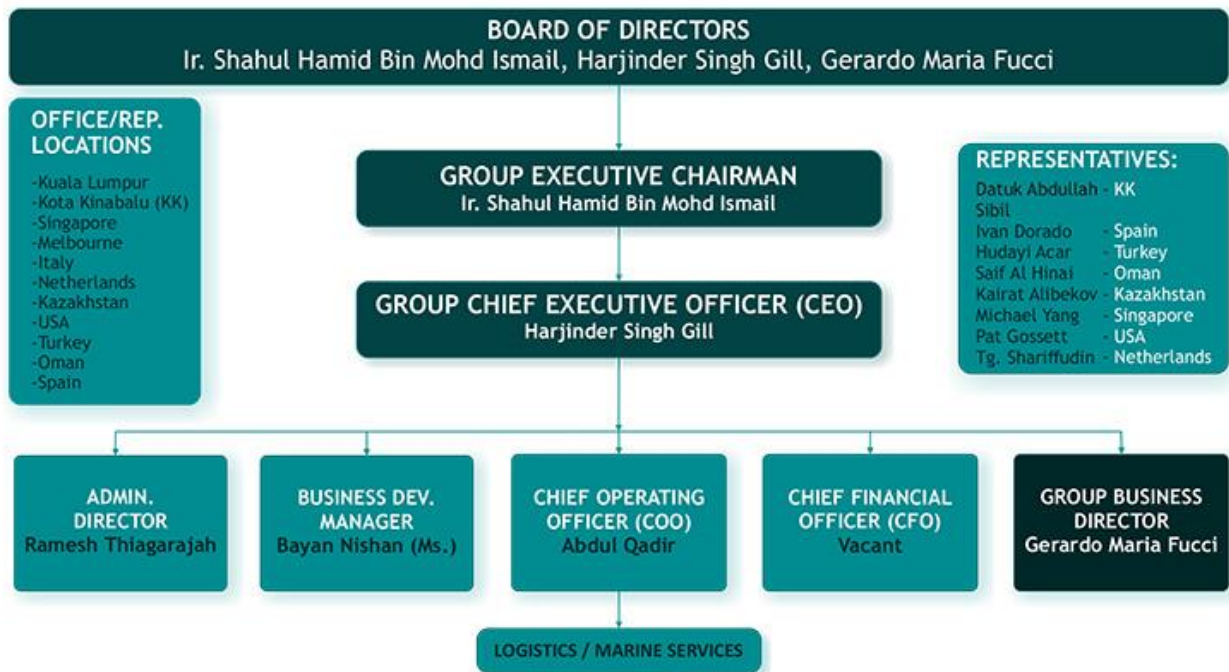 BOARD OF DIRECTORS
Ir. Shahul Hamid Bin Mohd Ismail, Harjinder Singh Gill, Gerardo Maria Fucci
OFFICE/REP.
LOCATIONS
-Kuala Lumpur
-Kota Kinabalu (KK)
-Singapore
-Melbourne
-Italy
-Netherlands
-Kazakhstan
-USA
-Turkey
-Oman
-Spain
GROUP EXECUTIVE CHAIRMAN
Ir. Shahul Hamid Bin Mohd Ismail
GROUP CHIEF EXECUTIVE OFFICER (CEO)
Harjinder Singh Gill
REPRESENTATIVES:
Datuk Abdullah - KK
Sibil
Ivan Dorado - Spain
Hudayi Acar - Turkey
Saif Al Hinai - Oman
Kairat Alibekov - Kazakhstan
Michael Yang - Singapore
Pat Gossett - USA
Tg. Shariffudin - Netherlands
ADMIN.
DIRECTOR
Ramesh Thiagarajah
BUSINESS DEV.
MANAGER
Bayan Nishan (Ms.)
CHIEF OPERATING
OFFICER (COO)
Abdul Qadir
CHIEF FINANCIAL
OFFICER (CFO)
Vacant
GROUP BUSINESS
DIRECTOR
Gerardo Maria Fucci
LOGISTICS / MARINE SERVICES